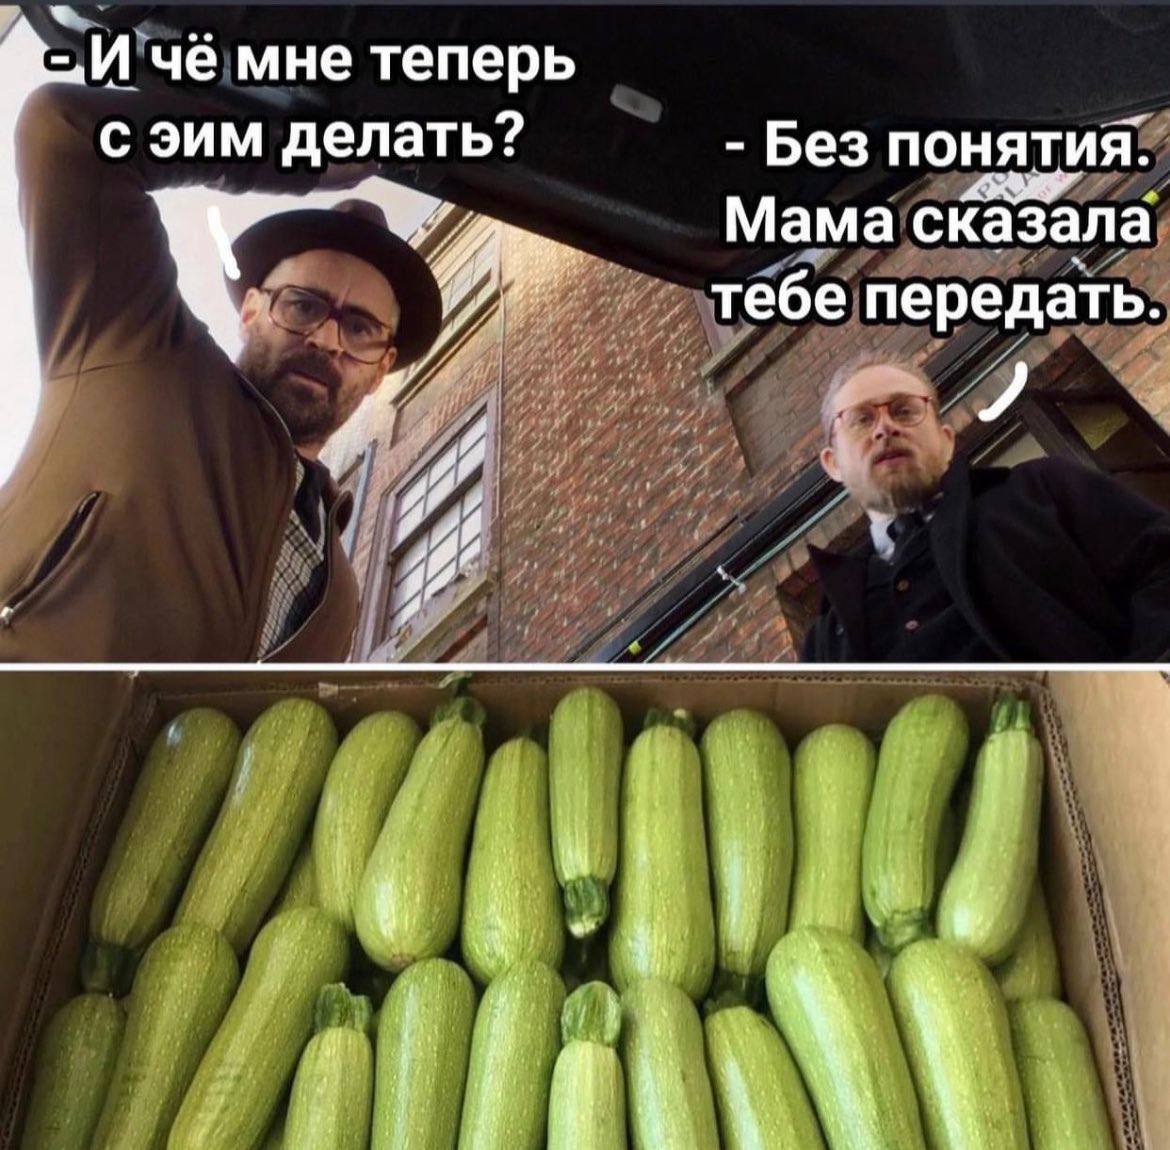 - И чё мне теперь
с эим делать?
- Без понятия.
Мама сказала
тебе передать.